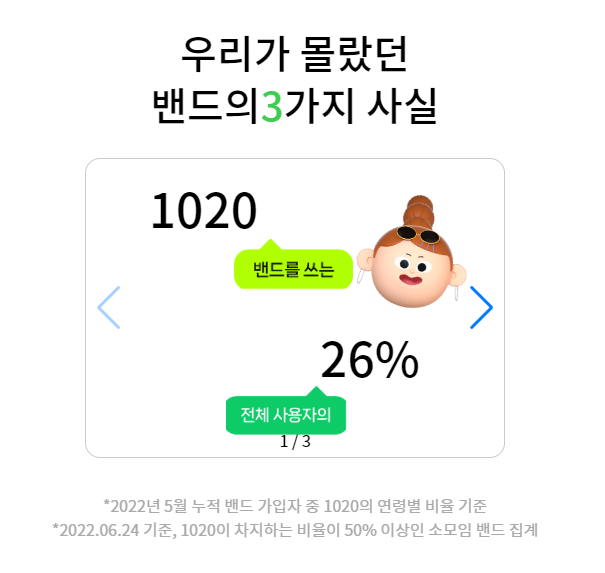 우리가 몰랐던
밴드의3가지 사실
1020
밴드를 쓰는
26%
전체 사용자의
1 / 3
*2022년 5월 누적 밴드 가입자 중 1020의 연령별 비율 기준
*2022.06.24 기준, 1020이 차지하는 비율이 50% 이상인 소모임 밴드 집계